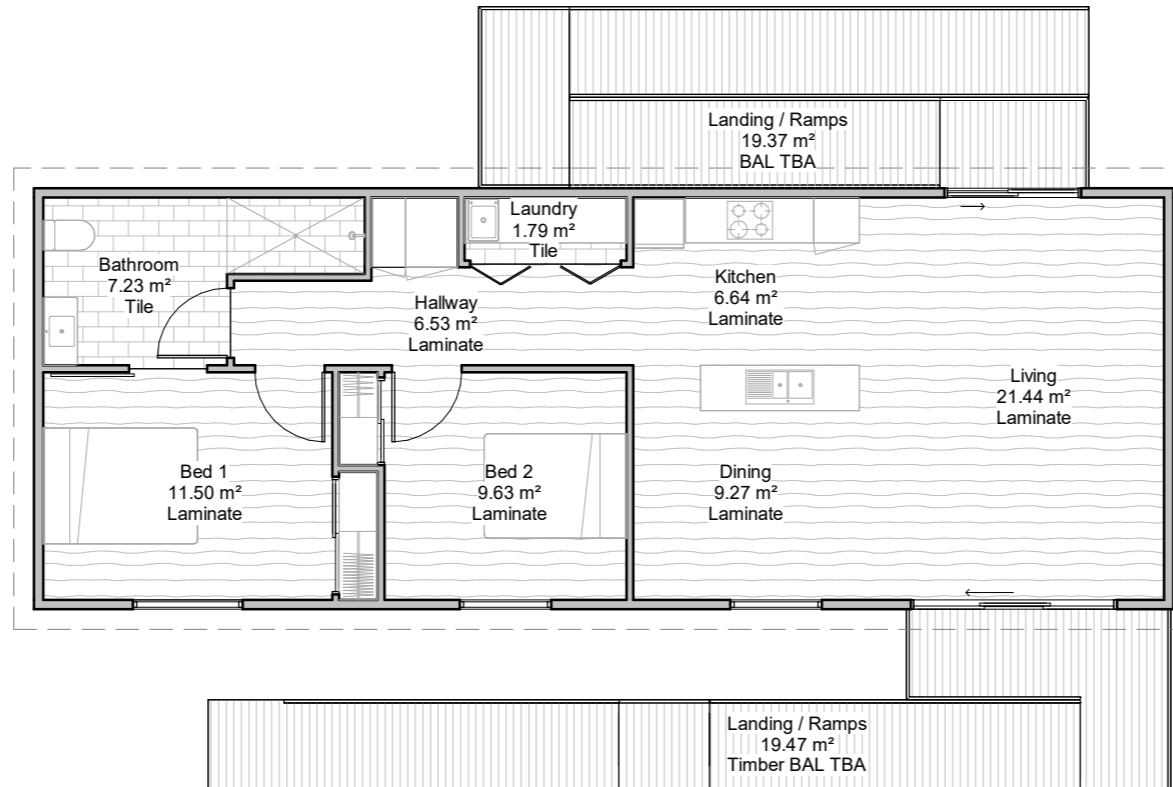 Landing / Ramps
19.37 m²
BAL TBA
Laundry
1.79 m²
Tile
Bathroom
7.23 m²
Tile
Hallway
6.53 m²
Laminate
Kitchen
6.64 m²
Laminate
Living
21.44 m²
Laminate
Bed 1
11.50 m²
Laminate
Bed 2
9.63 m²
Laminate
Dining
9.27 m²
Laminate
Landing / Ramps
19.47 m²
Timber BAL TBA